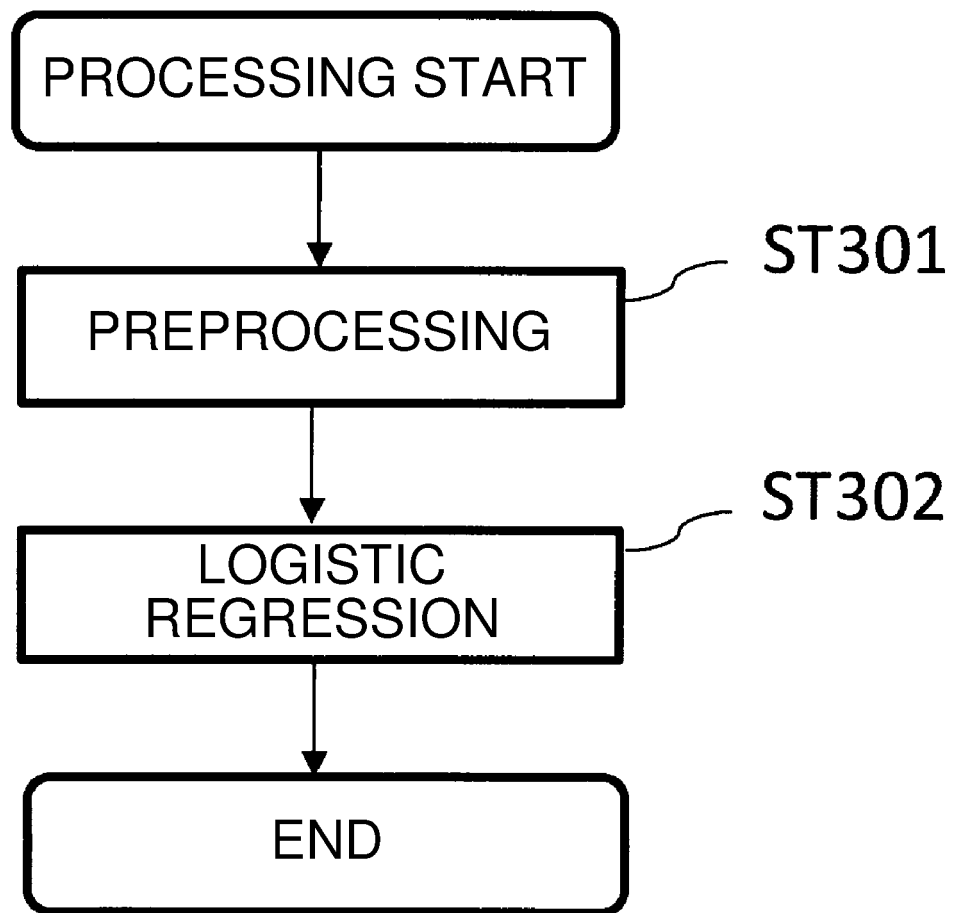 PROCESSING START
ST301
PREPROCESSING
ST302
LOGISTIC
REGRESSION
END